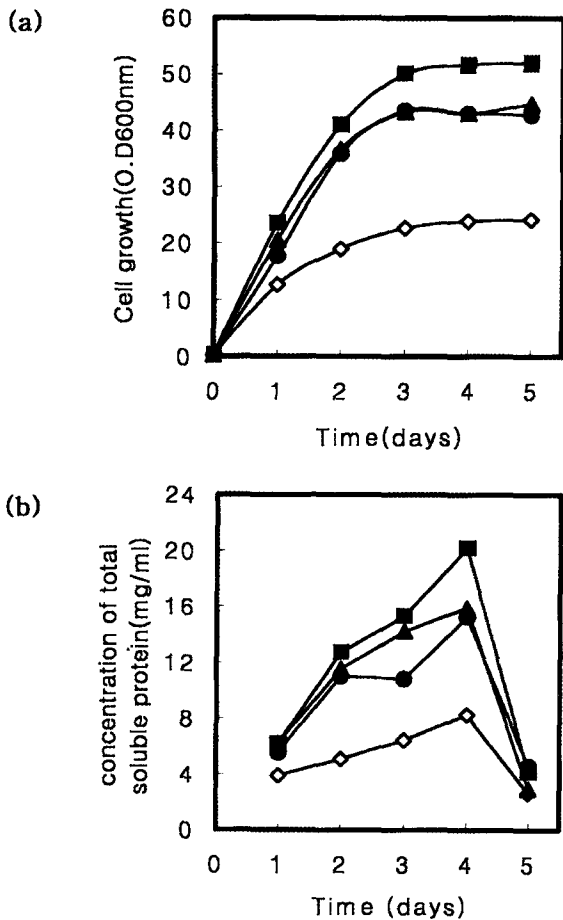 (a)
Cell growth(O.D600nm)
60
50
40
30
20
10
0
0 1 2 3 4 5
Time(days)
(b)
concentration of total
soluble protein(mg/ml)
24
20
16
12
8
4
0
0 1 2 3 4 5
Time (days)